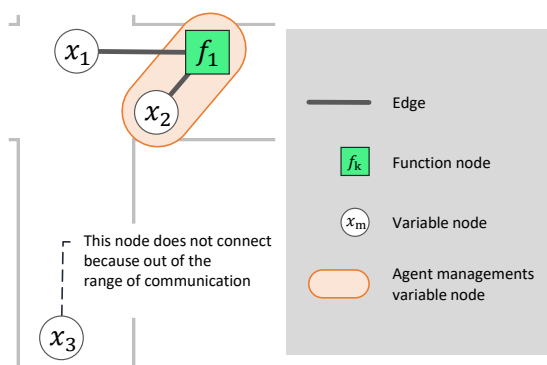 x₁
f₁
x₂
This node does not connect
because out of the
range of communication
x₃
Edge
fₖ
Function node
xₘ
Variable node
Agent managements
variable node